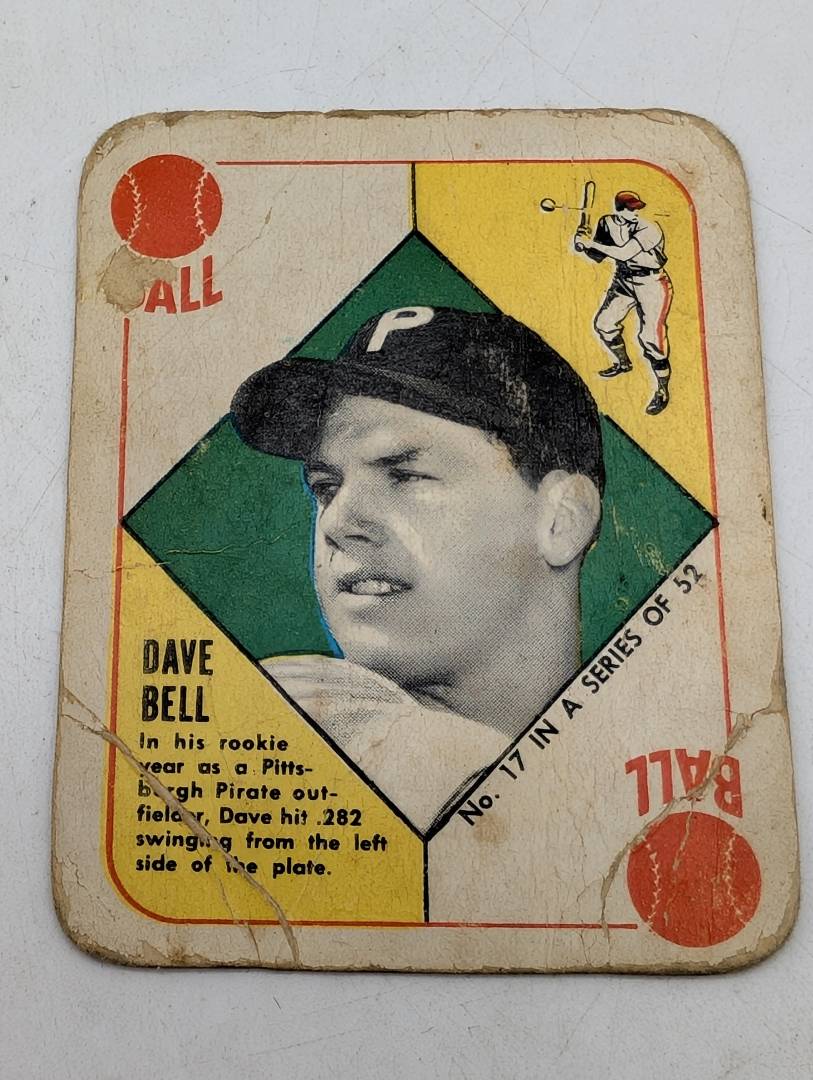 ALL
P
DAVE
BELL
In his rookie
year as a Pitts-
burgh Pirate out-
fielder, Dave hit .282
swinging from the left
side of the plate.
No. 17 IN A SERIES OF 52
BALL